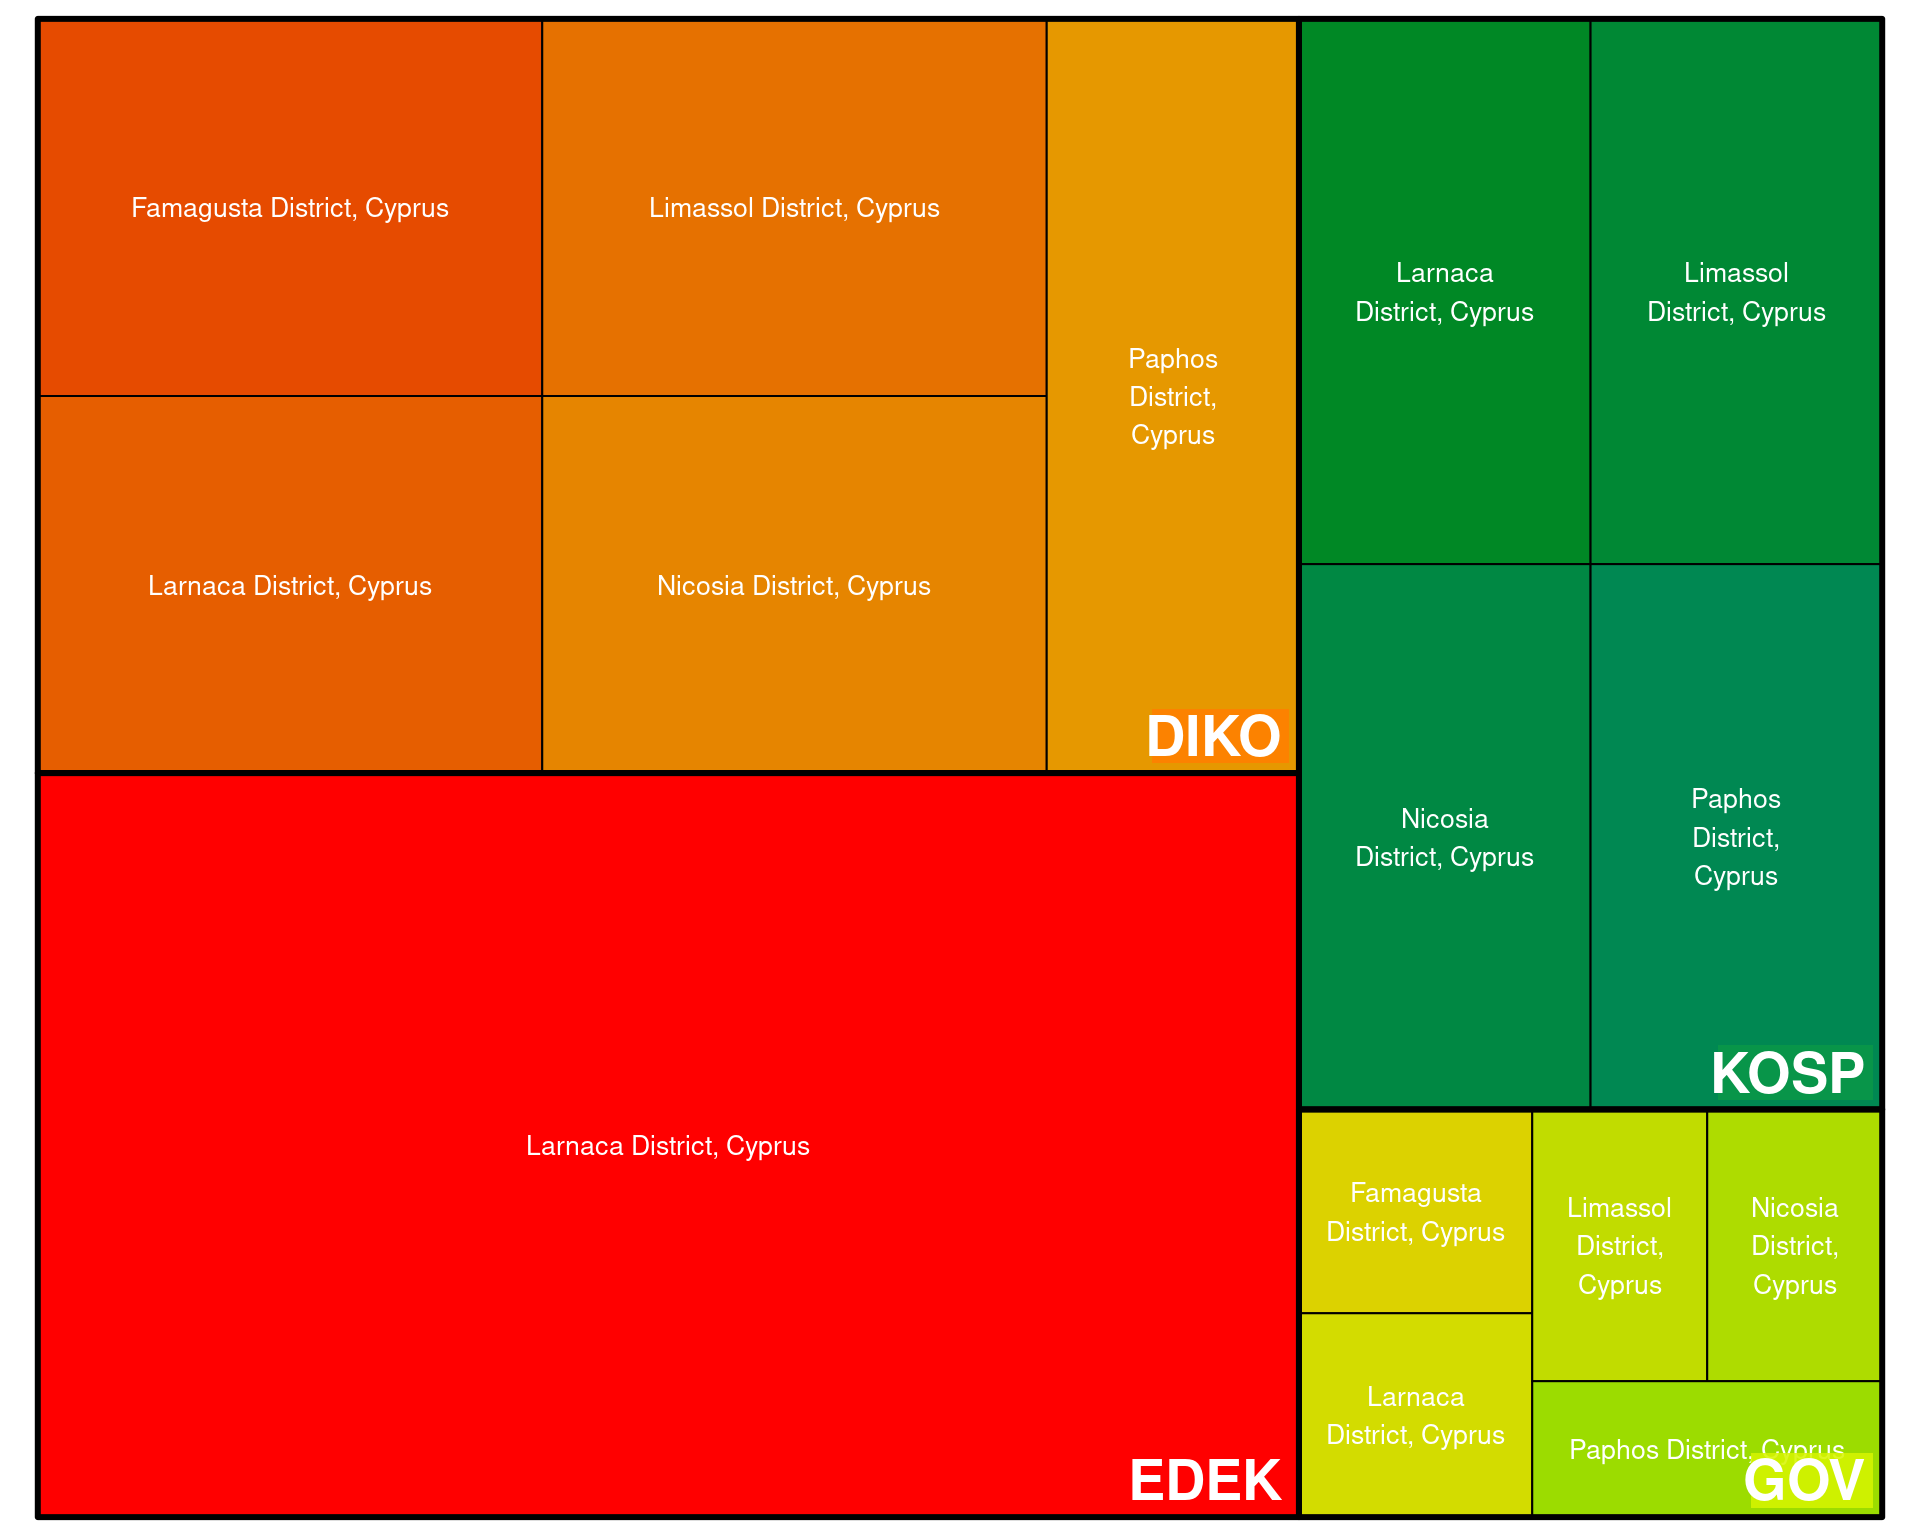 Famagusta District, Cyprus
Limassol District, Cyprus
Larnaca District, Cyprus
Nicosia District, Cyprus
Paphos
District,
Cyprus
DIKO
Larnaca District, Cyprus
EDEK
Larnaca
District, Cyprus
Limassol
District, Cyprus
Nicosia
District, Cyprus
Paphos
District,
Cyprus
KOSP
Famagusta
District, Cyprus
Larnaca
District, Cyprus
Limassol
District,
Cyprus
Nicosia
District,
Cyprus
Paphos District, Cyprus
GOV